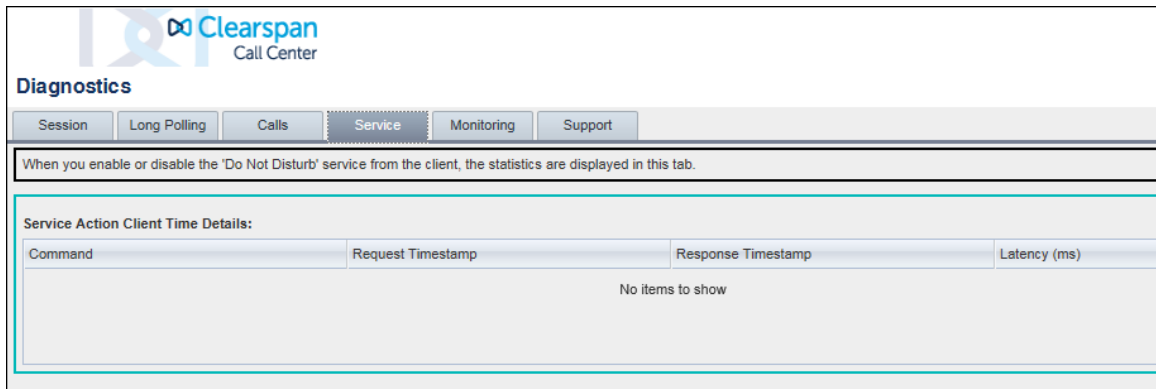 Clearspan
Call Center
Diagnostics
Session Long Polling Calls Service Monitoring Support
When you enable or disable the 'Do Not Disturb' service from the client, the statistics are displayed in this tab.
Service Action Client Time Details:
Command Request Timestamp Response Timestamp Latency (ms)
No items to show